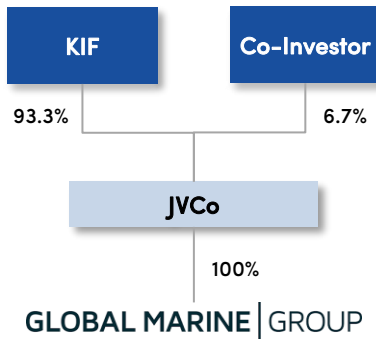 KIF
Co-Investor
93.3%
6.7%
JVCo
100%
GLOBAL MARINE GROUP